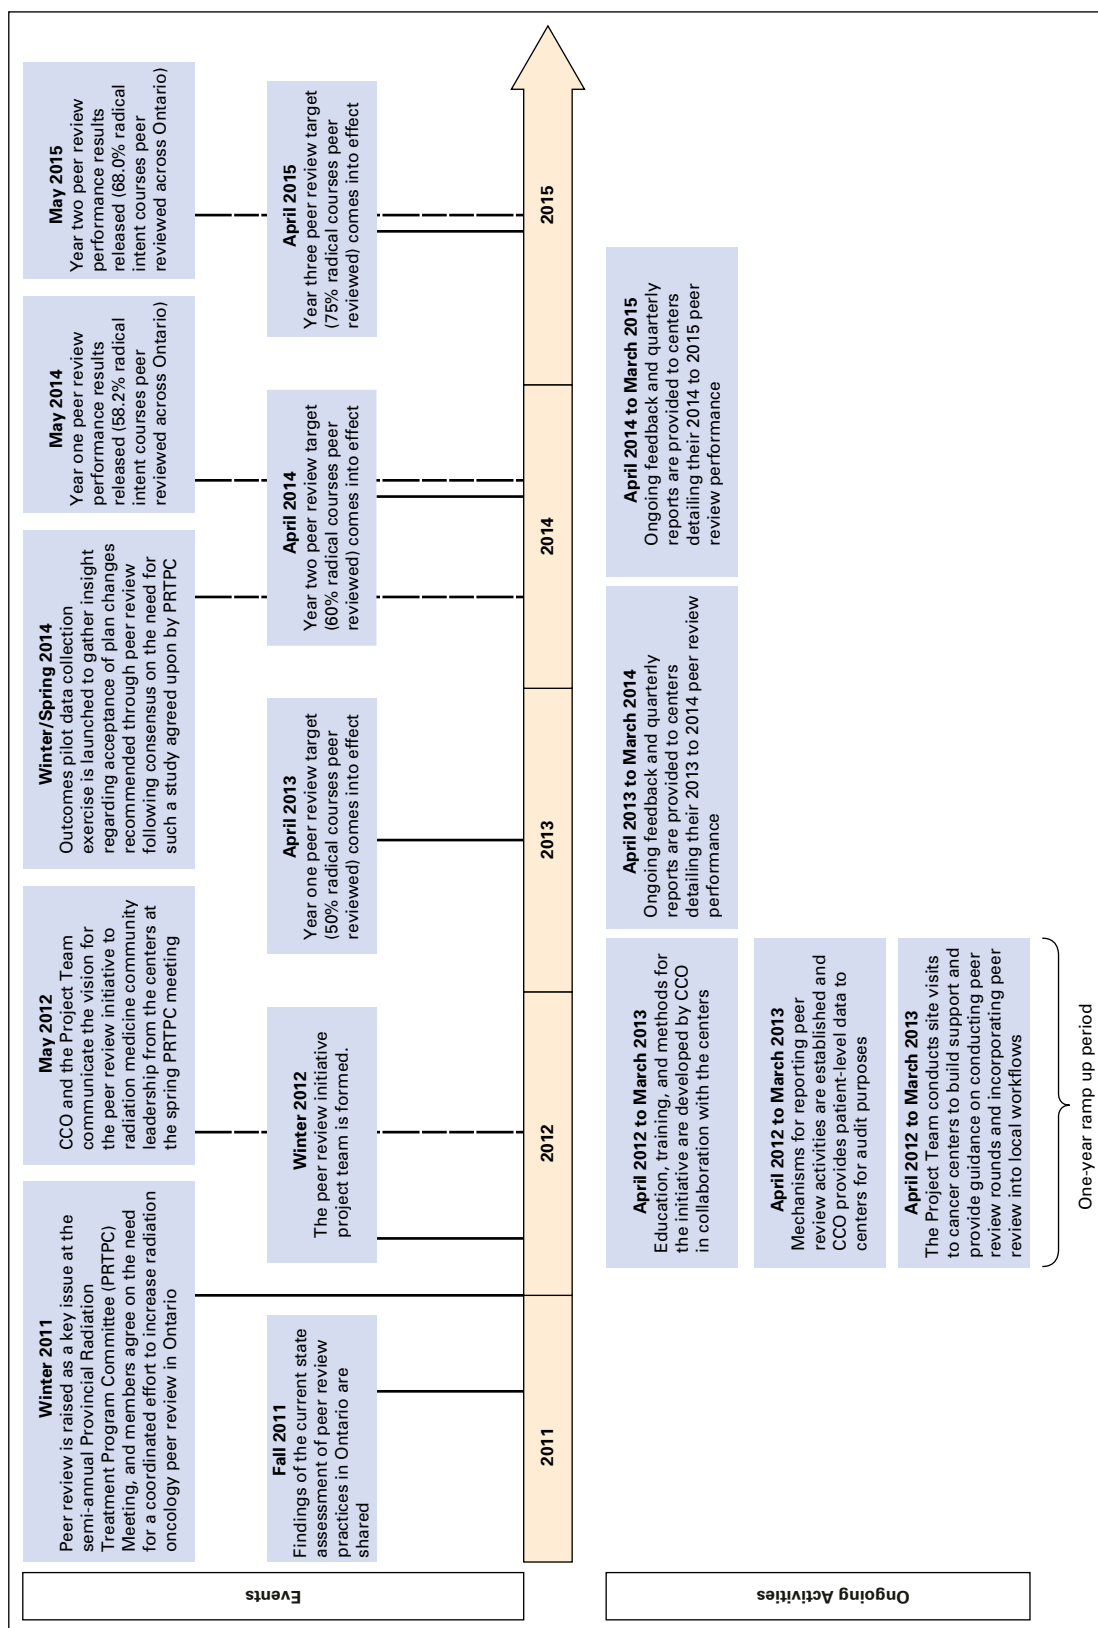 Events
Winter 2011
Peer review is raised as a key issue at the
semi-annual Provincial Radiation
Treatment Program Committee (PRTPC)
Meeting, and members agree on the need
for a coordinated effort to increase radiation
oncology peer review in Ontario
May 2012
CCO and the Project Team
communicate the vision for
the peer review initiative to
radiation medicine community
leadership from the centers at
the spring PRTPC meeting
Winter/Spring 2014
Outcomes pilot data collection
exercise is launched to gather insight
regarding acceptance of plan changes
recommended through peer review
following consensus on the need for
such a study agreed upon by PRTPC
May 2014
Year one peer review
performance results
released (58.2% radical
intent courses peer
reviewed across Ontario)
May 2015
Year two peer review
performance results
released (68.0% radical
intent courses peer
reviewed across Ontario)
Fall 2011
Findings of the current state
assessment of peer review
practices in Ontario are
shared
Winter 2012
The peer review initiative
project team is formed.
April 2013
Year one peer review target
(50% radical courses peer
reviewed) comes into effect
April 2014
Year two peer review target
(60% radical courses peer
reviewed) comes into effect
April 2015
Year three peer review target
(75% radical courses peer
reviewed) comes into effect
2011
2012
2013
2014
2015
Ongoing Activities
April 2012 to March 2013
Education, training, and methods for
the initiative are developed by CCO
in collaboration with the centers
April 2013 to March 2014
Ongoing feedback and quarterly
reports are provided to centers
detailing their 2013 to 2014 peer review
performance
April 2014 to March 2015
Ongoing feedback and quarterly
reports are provided to centers
detailing their 2014 to 2015 peer
review performance
April 2012 to March 2013
Mechanisms for reporting peer
review activities are established and
CCO provides patient-level data to
centers for audit purposes
April 2012 to March 2013
The Project Team conducts site visits
to cancer centers to build support and
provide guidance on conducting peer
review rounds and incorporating peer
review into local workflows
One-year ramp up period